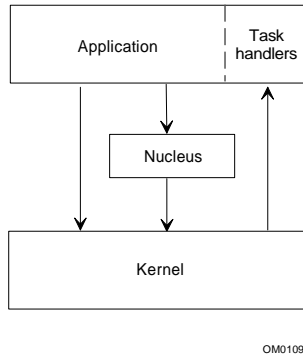 Application
Task
handlers
Nucleus
Kernel
OM0109